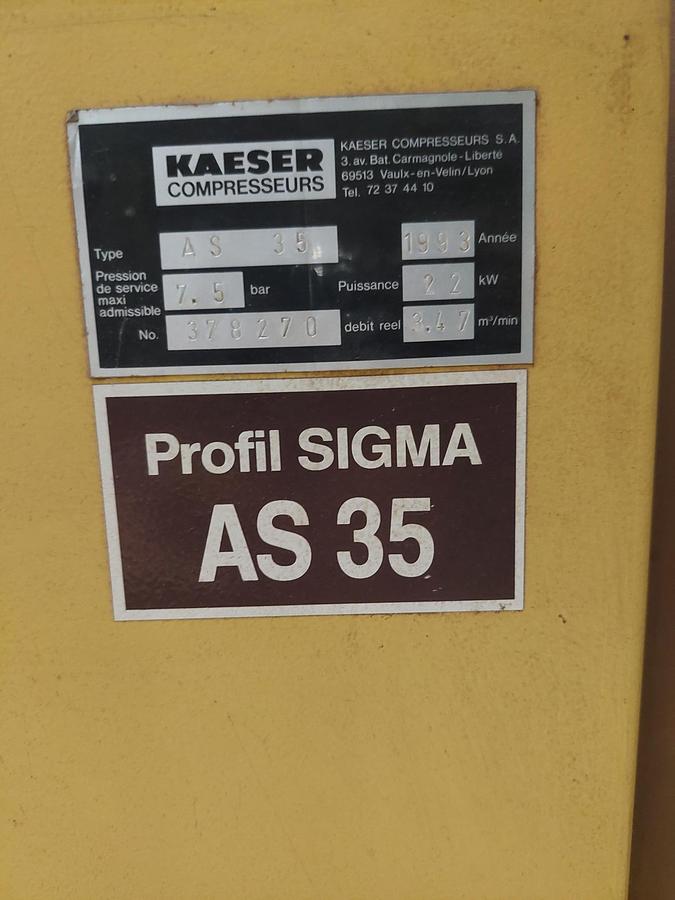 KAESER
COMPRESSEURS
KAESER COMPRESSEURS S.A.
3. av. Bat. Carmagnole - Liberté
69513 Vaulx-en-Velin/Lyon
Tel. 72 37 44 10
Type AS 35 1993 Année
Pression
de service
maxi
admissible 7.5 bar Puissance 22 kW
No. 378270 debit reel 3.47 m³/min
Profil SIGMA
AS 35